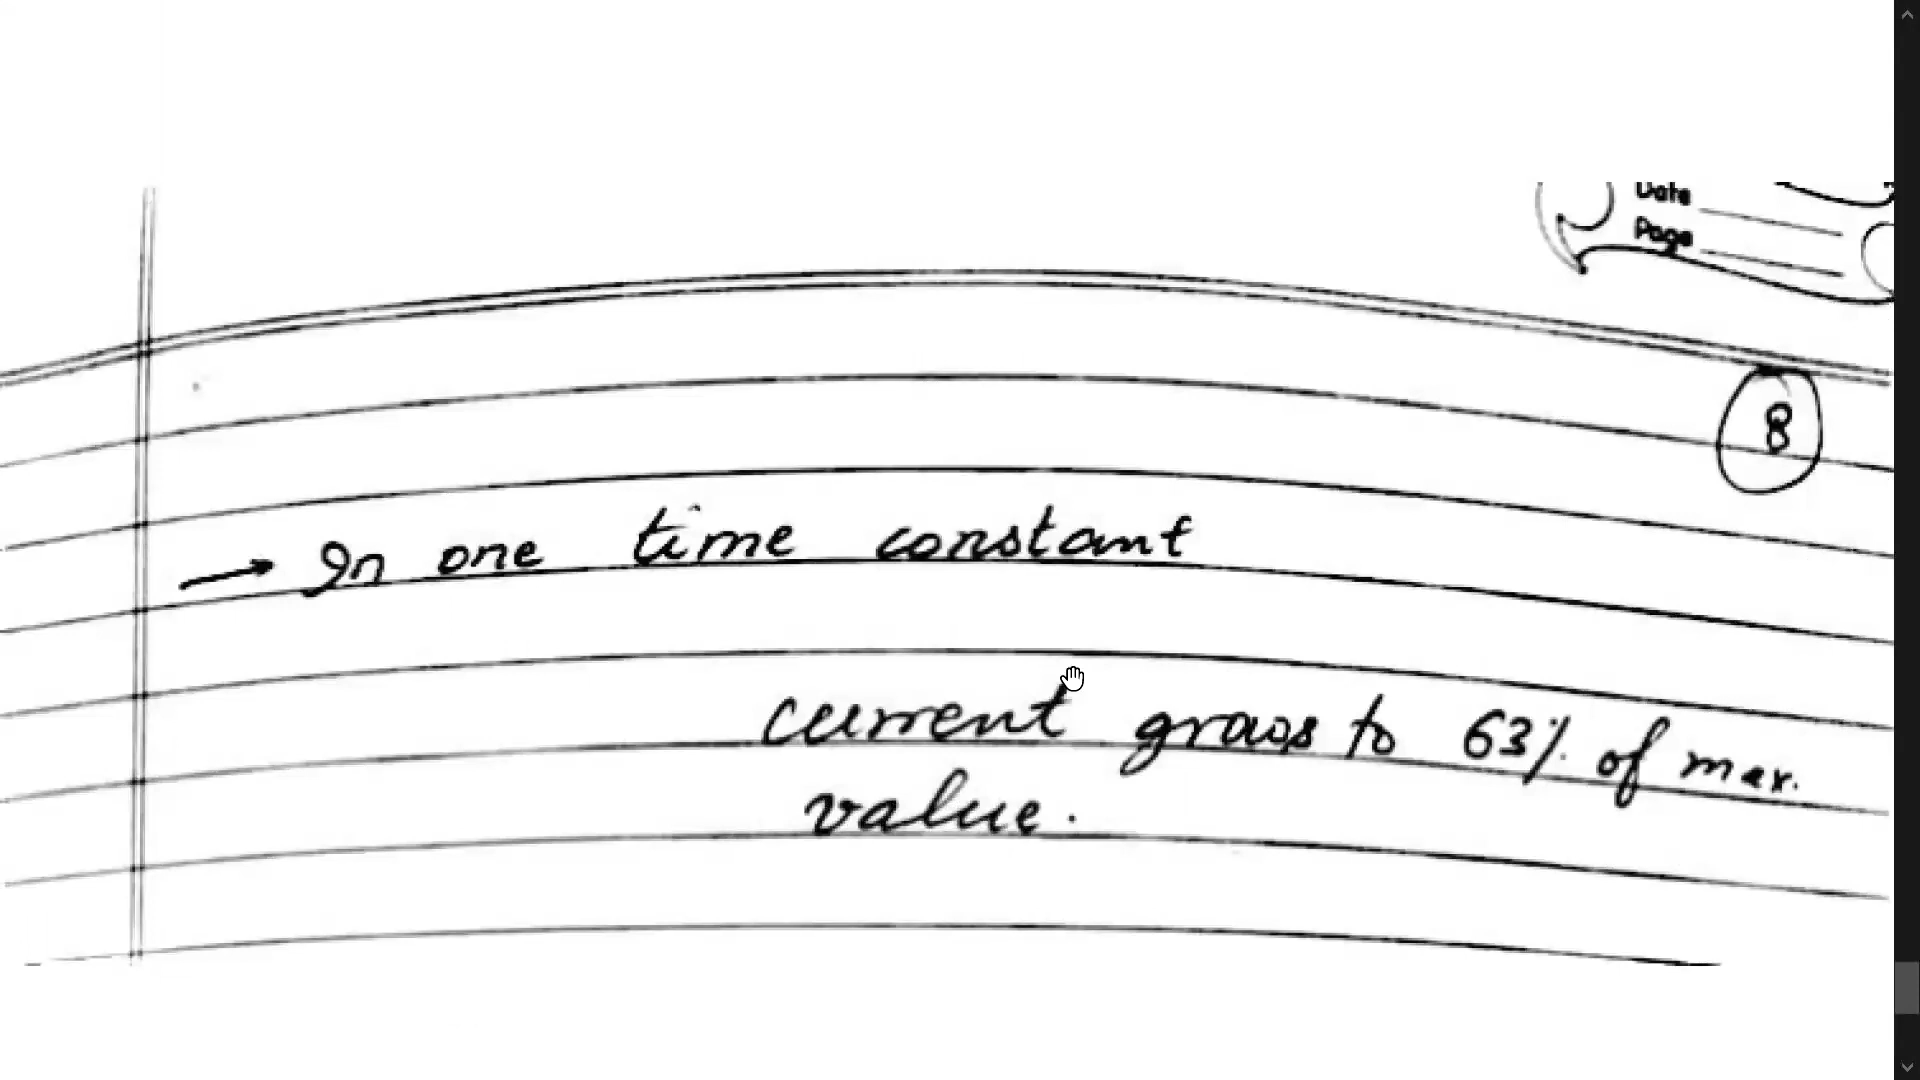 Date
Page
8
→ In one time constant
current grows to 63% of max.
value.